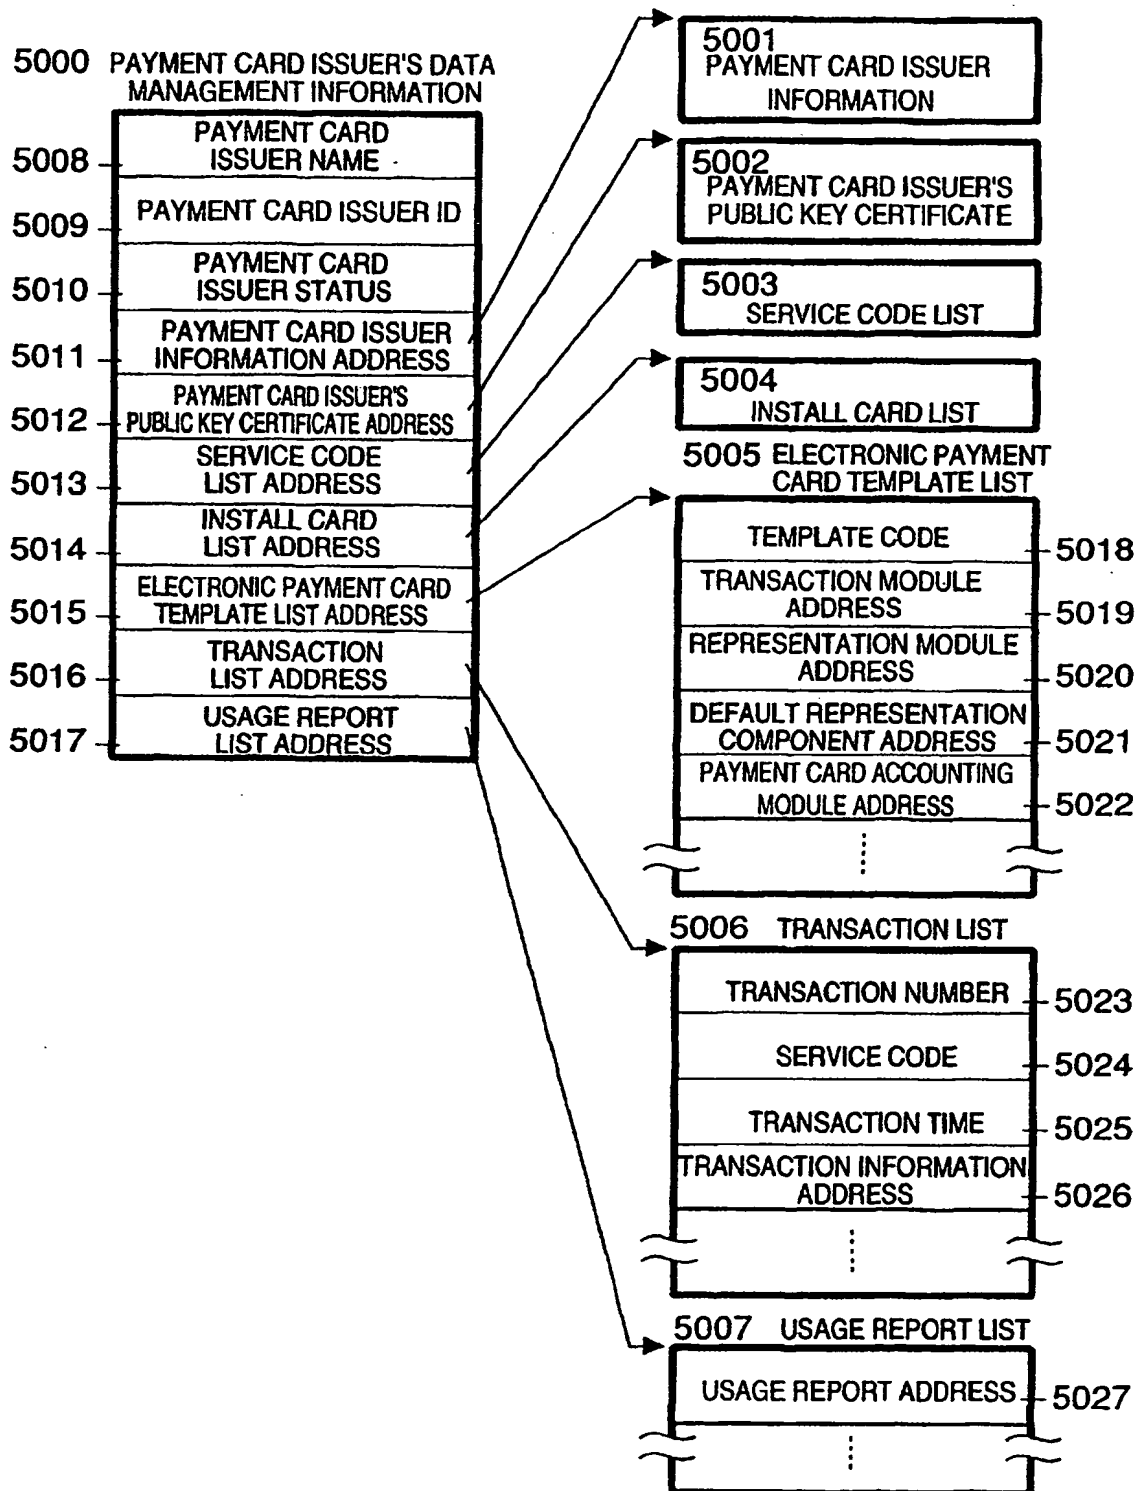 5000 PAYMENT CARD ISSUER'S DATA
MANAGEMENT INFORMATION
5008
PAYMENT CARD
ISSUER NAME
5009
PAYMENT CARD ISSUER ID
5010
PAYMENT CARD
ISSUER STATUS
5011
PAYMENT CARD ISSUER
INFORMATION ADDRESS
5012
PAYMENT CARD ISSUER'S
PUBLIC KEY CERTIFICATE ADDRESS
5013
SERVICE CODE
LIST ADDRESS
5014
INSTALL CARD
LIST ADDRESS
5015
ELECTRONIC PAYMENT CARD
TEMPLATE LIST ADDRESS
5016
TRANSACTION
LIST ADDRESS
5017
USAGE REPORT
LIST ADDRESS
5001
PAYMENT CARD ISSUER
INFORMATION
5002
PAYMENT CARD ISSUER'S
PUBLIC KEY CERTIFICATE
5003
SERVICE CODE LIST
5004
INSTALL CARD LIST
5005 ELECTRONIC PAYMENT
CARD TEMPLATE LIST
TEMPLATE CODE
5018
TRANSACTION MODULE
ADDRESS
5019
REPRESENTATION MODULE
ADDRESS
5020
DEFAULT REPRESENTATION
COMPONENT ADDRESS
5021
PAYMENT CARD ACCOUNTING
MODULE ADDRESS
5022
5006 TRANSACTION LIST
TRANSACTION NUMBER
5023
SERVICE CODE
5024
TRANSACTION TIME
5025
TRANSACTION INFORMATION
ADDRESS
5026
5007 USAGE REPORT LIST
USAGE REPORT ADDRESS
5027